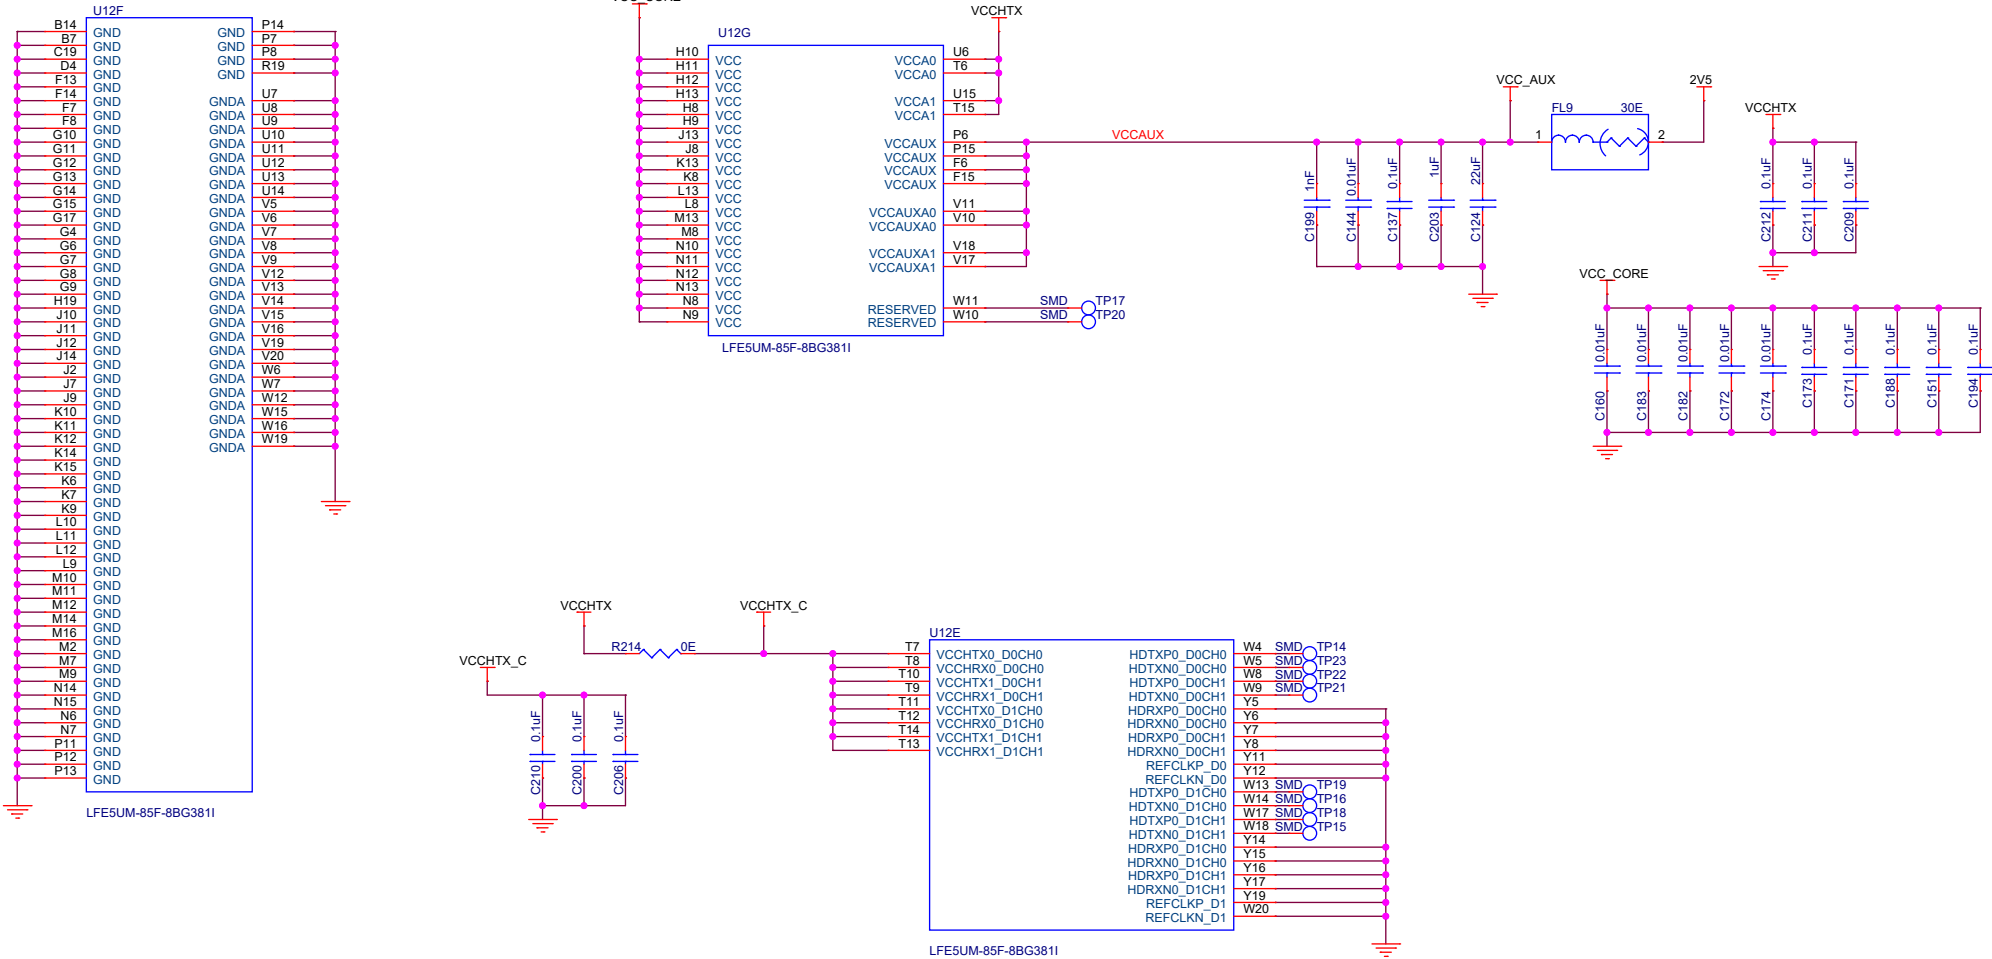 U12F
B14 GND GND P14
B7 GND GND P7
C19 GND GND P8
D4 GND GND R19
F13 GND
F14 GND GNDA U7
F7 GND GNDA U8
F8 GND GNDA U9
G10 GND GNDA U10
G11 GND GNDA U11
G12 GND GNDA U12
G13 GND GNDA U13
G14 GND GNDA U14
G15 GND GNDA V5
G17 GND GNDA V6
G4 GND GNDA V7
G6 GND GNDA V8
G7 GND GNDA V9
G8 GND GNDA V12
G9 GND GNDA V13
H19 GND GNDA V14
J10 GND GNDA V15
J11 GND GNDA V16
J12 GND GNDA V19
J14 GND GNDA V20
J2 GND GNDA W6
J7 GND GNDA W7
J9 GND GNDA W12
K10 GND GNDA W15
K11 GND GNDA W16
K12 GND GNDA W19
K14 GND
K15 GND
K6 GND
K7 GND
K9 GND
L10 GND
L11 GND
L12 GND
L9 GND
M10 GND
M11 GND
M12 GND
M14 GND
M16 GND
M2 GND
M7 GND
M9 GND
N14 GND
N15 GND
N6 GND
N7 GND
P11 GND
P12 GND
P13 GND
LFE5UM-85F-8BG381I
VCCHTX
U12G
H10 VCC VCCA0 U6
H11 VCC VCCA0 T6
H12 VCC
H13 VCC VCCA1 U15
H8 VCC VCCA1 T15
H9 VCC
J13 VCC VCCAUX P6
J8 VCC VCCAUX P15
K13 VCC VCCAUX F6
K8 VCC VCCAUX F15
L13 VCC
L8 VCC VCCAUXA0 V11
M13 VCC VCCAUXA0 V10
M8 VCC
N10 VCC VCCAUXA1 V18
N11 VCC VCCAUXA1 V17
N12 VCC
N13 VCC
N8 VCC RESERVED W11 SMD TP17
N9 VCC RESERVED W10 SMD TP20
LFE5UM-85F-8BG381I
VCCAUX
VCC_AUX
2V5
FL9 30E
1 2
C199 1nF
C144 0.01uF
C137 0.1uF
C203 1uF
C124 22uF
VCCHTX
C212 0.1uF
C211 0.1uF
C209 0.1uF
VCC_CORE
C160 0.01uF
C183 0.01uF
C182 0.01uF
C172 0.01uF
C174 0.01uF
C173 0.1uF
C171 0.1uF
C188 0.1uF
C151 0.1uF
C194 0.1uF
VCCHTX
VCCHTX_C
R214 0E
VCCHTX_C
C210 0.1uF
C200 0.1uF
C206 0.1uF
U12E
T7 VCCHTX0_D0CH0 HDTXP0_D0CH0 W4 SMD TP14
T8 VCCHRX0_D0CH0 HDTXN0_D0CH0 W5 SMD TP23
T10 VCCHTX1_D0CH1 HDTXP0_D0CH1 W8 SMD TP22
T9 VCCHRX1_D0CH1 HDTXN0_D0CH1 W9 SMD TP21
T11 VCCHTX0_D1CH0 HDRXP0_D0CH0 Y5
T12 VCCHRX0_D1CH0 HDRXN0_D0CH0 Y6
T14 VCCHTX1_D1CH1 HDRXP0_D0CH1 Y7
T13 VCCHRX1_D1CH1 HDRXN0_D0CH1 Y8
REFCLKP_D0 Y11
REFCLKN_D0 Y12
HDTXP0_D1CH0 W13 SMD TP19
HDTXN0_D1CH0 W14 SMD TP16
HDTXP0_D1CH1 W17 SMD TP18
HDTXN0_D1CH1 W18 SMD TP15
HDRXP0_D1CH0 Y14
HDRXN0_D1CH0 Y15
HDRXP0_D1CH1 Y16
HDRXN0_D1CH1 Y17
REFCLKP_D1 Y19
REFCLKN_D1 W20
LFE5UM-85F-8BG381I